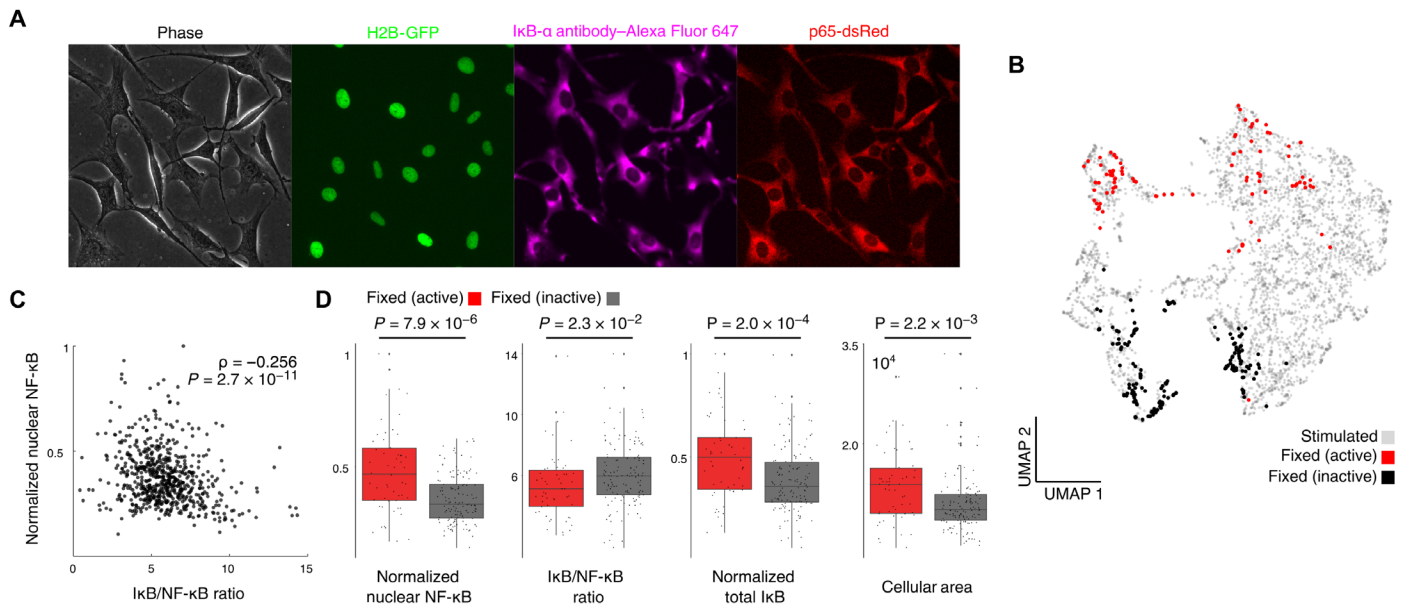 A
Phase
H2B-GFP
IκB-α antibody–Alexa Fluor 647
p65-dsRed
B
Stimulated
Fixed (active)
Fixed (inactive)
UMAP 2
UMAP 1
C
Normalized nuclear NF-κB
1
0.5
0
5
10
15
ρ = −0.256
P = 2.7 × 10−11
IκB/NF-κB ratio
D
Fixed (active)
Fixed (inactive)
P = 7.9 × 10−6
1
0.5
Normalized
nuclear NF-κB
P = 2.3 × 10−2
14
10
6
IκB/NF-κB
ratio
P = 2.0 × 10−4
1
0.5
Normalized
total IκB
P = 2.2 × 10−3
3.5
104
2.0
Cellular area